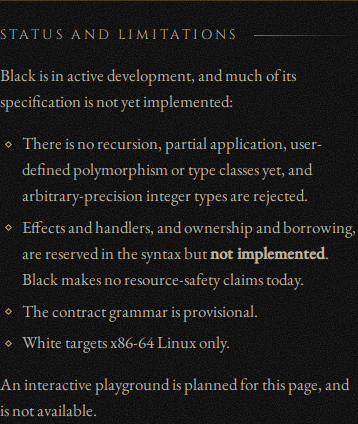 STATUS AND LIMITATIONS
Black is in active development, and much of its
specification is not yet implemented:
There is no recursion, partial application, user-
defined polymorphism or type classes yet, and
arbitrary-precision integer types are rejected.
Effects and handlers, and ownership and borrowing,
are reserved in the syntax but not implemented.
Black makes no resource-safety claims today.
The contract grammar is provisional.
White targets x86-64 Linux only.
An interactive playground is planned for this page, and
is not available.